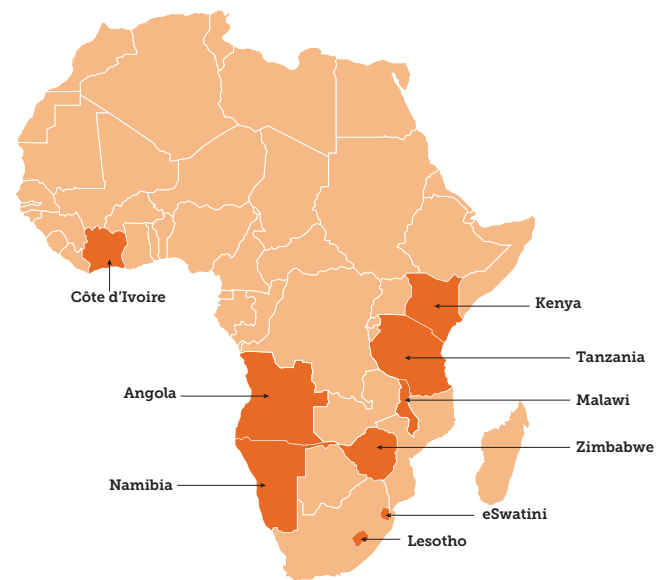 Côte d’Ivoire
Kenya
Tanzania
Angola
Malawi
Zimbabwe
Namibia
eSwatini
Lesotho